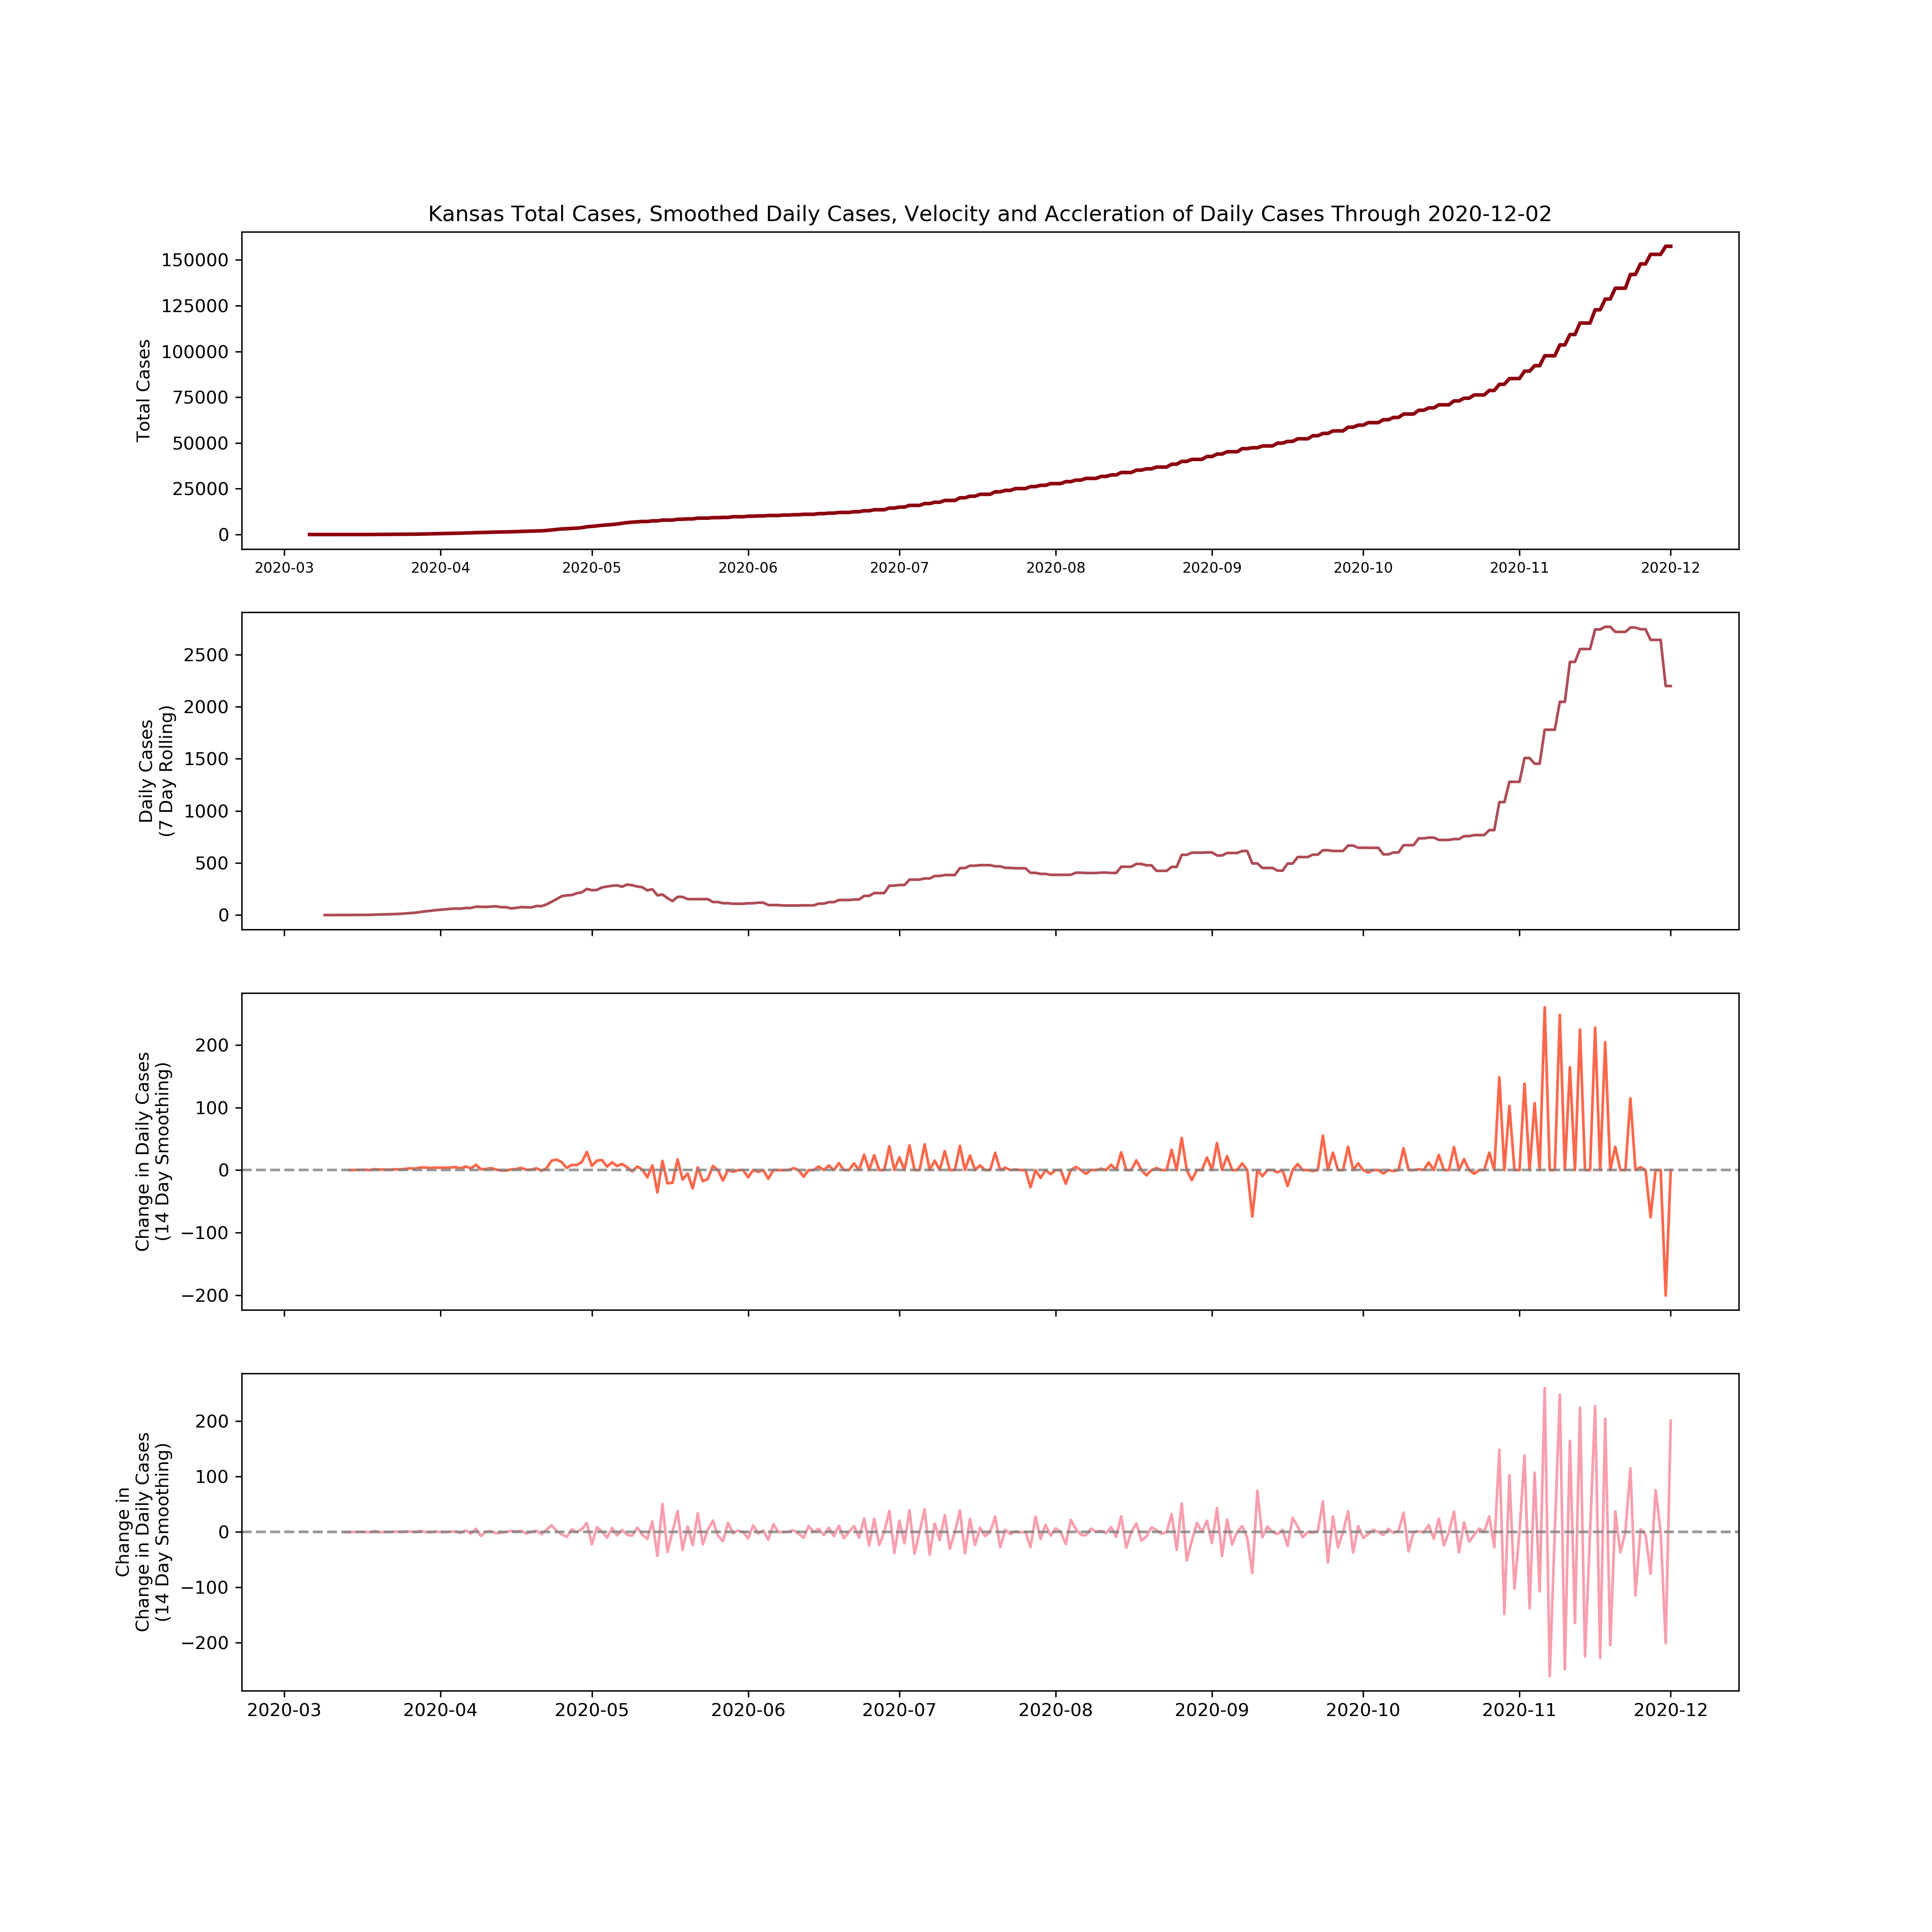 Kansas Total Cases, Smoothed Daily Cases, Velocity and Accleration of Daily Cases Through 2020-12-02
Total Cases
150000
125000
100000
75000
50000
25000
0
2020-03 2020-04 2020-05 2020-06 2020-07 2020-08 2020-09 2020-10 2020-11 2020-12
Daily Cases
(7 Day Rolling)
2500
2000
1500
1000
500
0
Change in Daily Cases
(14 Day Smoothing)
200
100
0
−100
−200
Change in
Change in Daily Cases
(14 Day Smoothing)
200
100
0
−100
−200
2020-03 2020-04 2020-05 2020-06 2020-07 2020-08 2020-09 2020-10 2020-11 2020-12